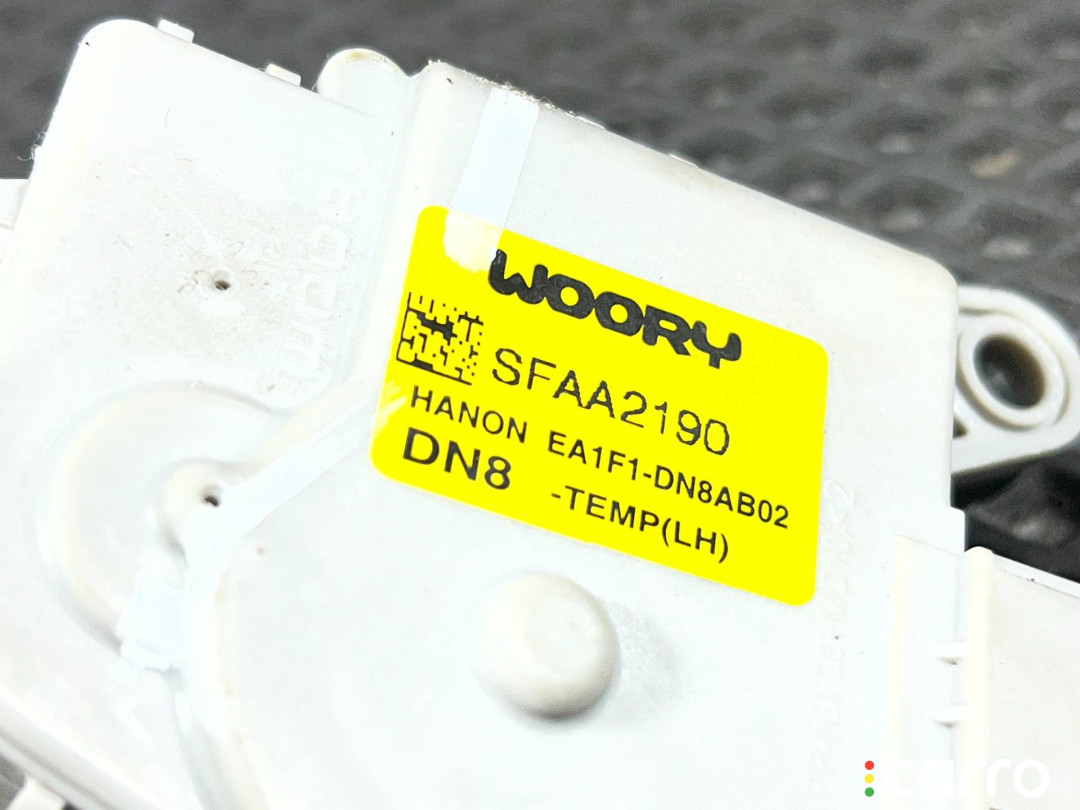 WOORY
SFAA2190
HANON EA1F1-DN8AB02
DN8 -TEMP(LH)
carro